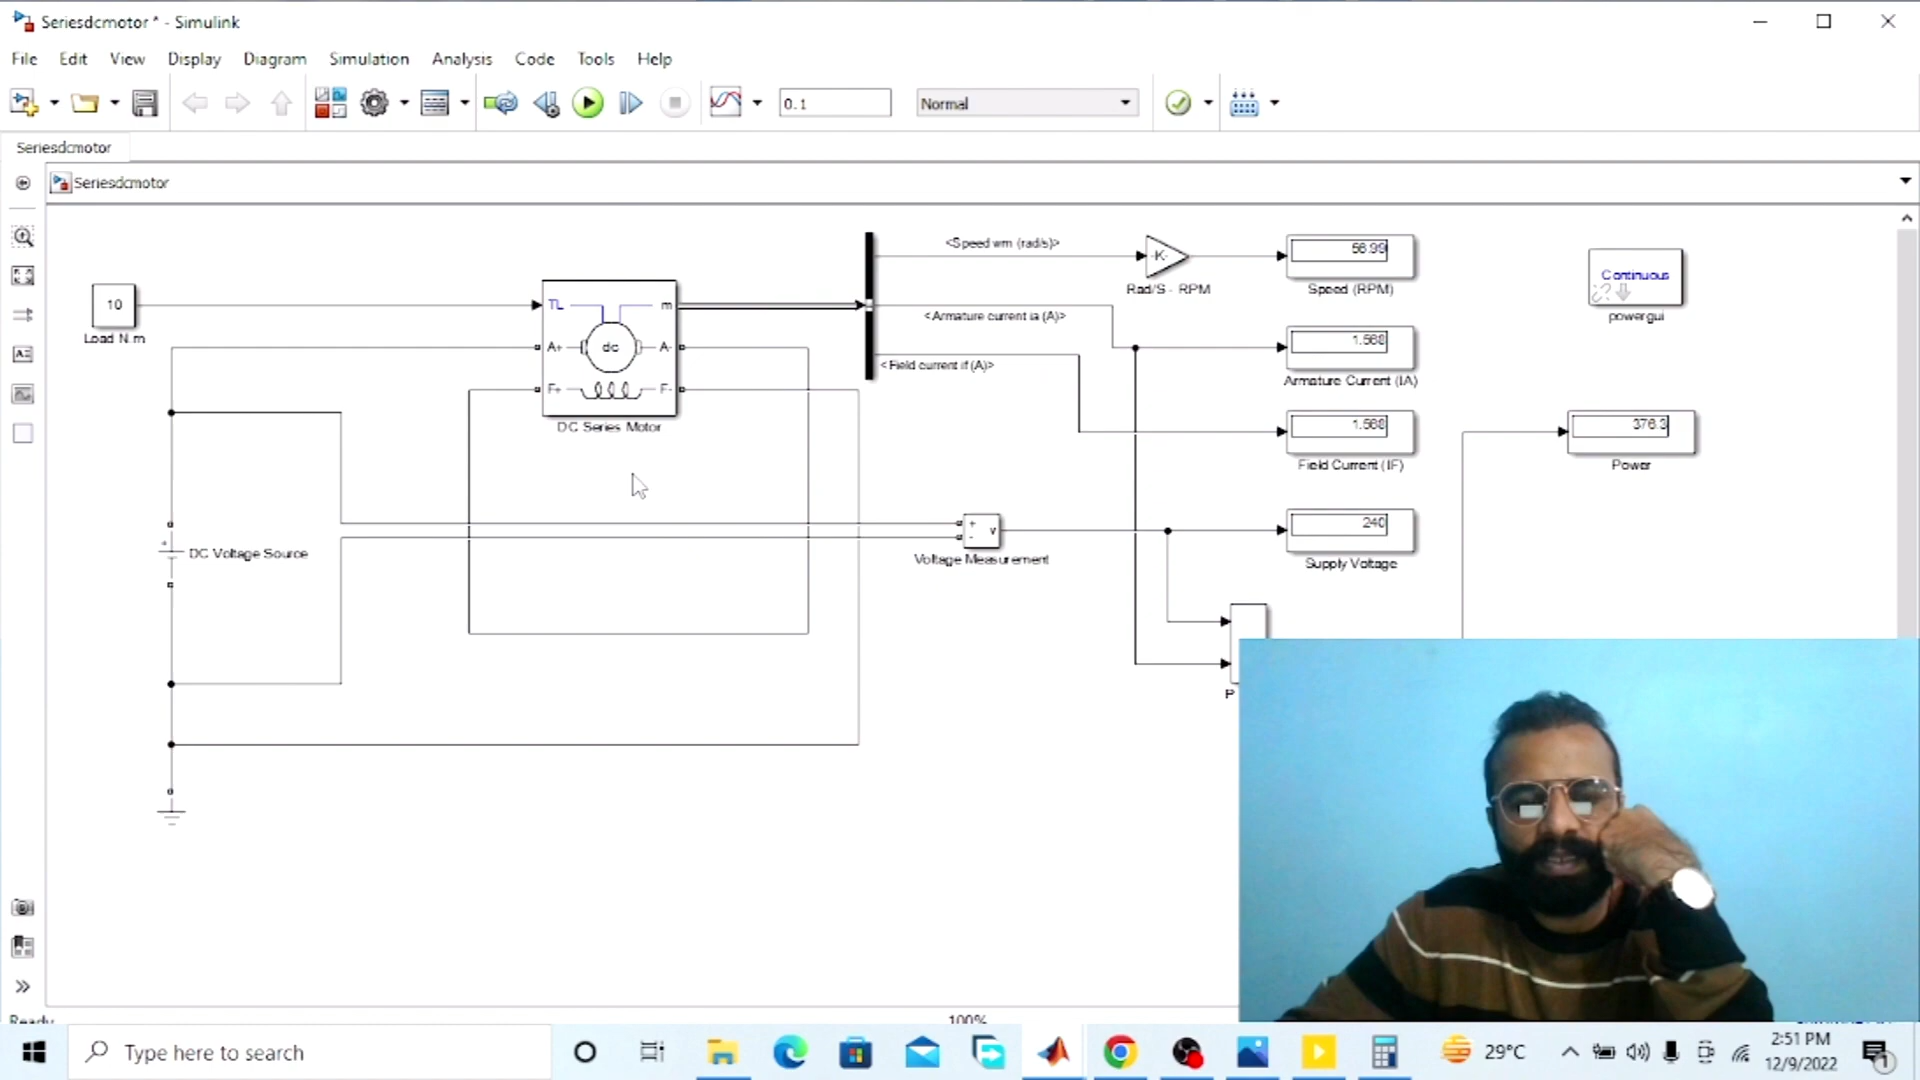 Seriesdcmotor * - Simulink
File Edit View Display Diagram Simulation Analysis Code Tools Help
0.1
Normal
Seriesdcmotor
Seriesdcmotor
<Speed wm (rad/s)>
56.99
-K-
Continuous
Rad/S - RPM
Speed (RPM)
powergui
10
TL
m
Load N.m
<Armature current ia (A)>
1.568
A+
dc
A-
<Field current if (A)>
Armature Current (IA)
F+
F-
1.568
376.3
DC Series Motor
Field Current (IF)
Power
240
+
-
v
+
DC Voltage Source
Voltage Measurement
Supply Voltage
P
Ready
100%
Type here to search
29°C
2:51 PM
12/9/2022
1